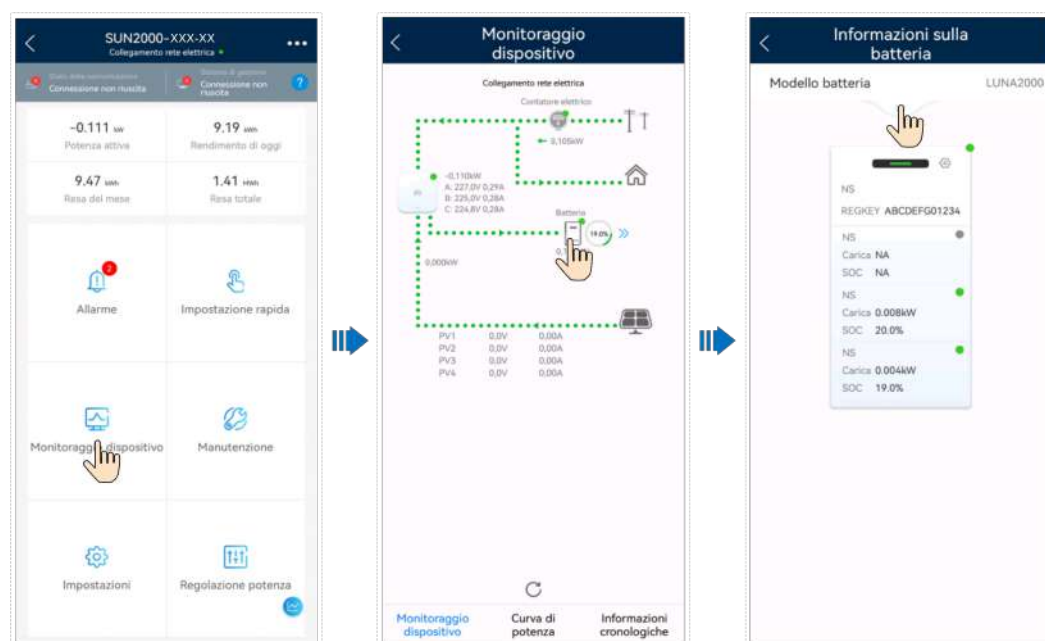 SUN2000-XXX-XX
Collegamento rete elettrica
Connessione non riuscita
Connessione non
riuscita
?
-0.111 kW
Potenza attiva
9.19 kWh
Rendimento di oggi
9.47 kWh
Resa del mese
1.41 MWh
Resa totale
2
Allarme
Impostazione rapida
Monitoraggio dispositivo
Manutenzione
Impostazioni
Regolazione potenza
Monitoraggio
dispositivo
Collegamento rete elettrica
Contatore elettrico
0,105kW
-0,110kW
A: 227,0V 0,29A
B: 225,0V 0,28A
C: 224,8V 0,28A
Batteria
19.0%
0,000kW
PV1 0,0V 0,00A
PV2 0,0V 0,00A
PV3 0,0V 0,00A
PV4 0,0V 0,00A
Monitoraggio
dispositivo
Curva di
potenza
Informazioni
cronologiche
Informazioni sulla
batteria
Modello batteria LUNA2000
NS
REGKEY ABCDEFG01234
NS
Carica NA
SOC NA
NS
Carica 0.008kW
SOC 20.0%
NS
Carica 0.004kW
SOC 19.0%